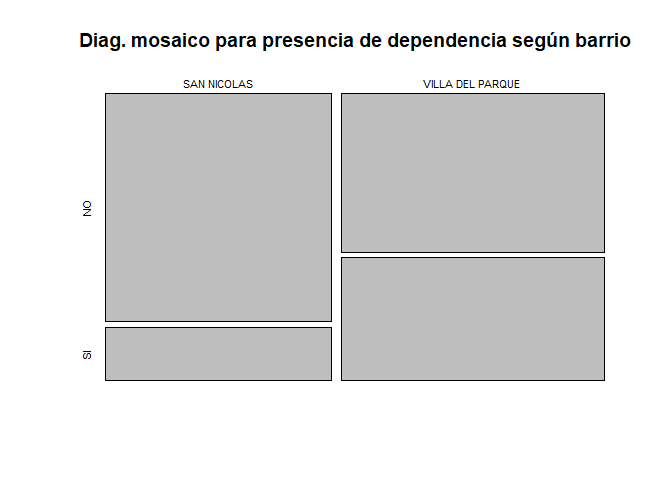 Diag. mosaico para presencia de dependencia según barrio
SAN NICOLAS
VILLA DEL PARQUE
NO
SI